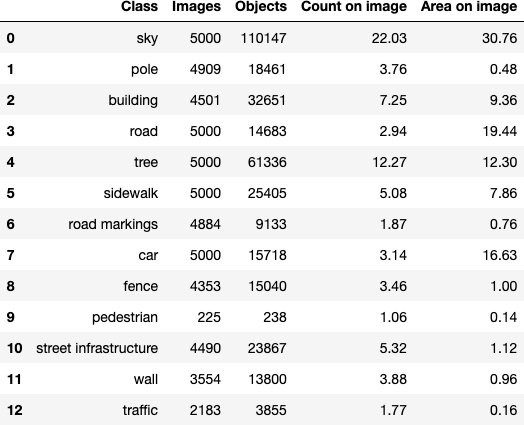 Class Images Objects Count on image Area on image
0 sky 5000 110147 22.03 30.76
1 pole 4909 18461 3.76 0.48
2 building 4501 32651 7.25 9.36
3 road 5000 14683 2.94 19.44
4 tree 5000 61336 12.27 12.30
5 sidewalk 5000 25405 5.08 7.86
6 road markings 4884 9133 1.87 0.76
7 car 5000 15718 3.14 16.63
8 fence 4353 15040 3.46 1.00
9 pedestrian 225 238 1.06 0.14
10 street infrastructure 4490 23867 5.32 1.12
11 wall 3554 13800 3.88 0.96
12 traffic 2183 3855 1.77 0.16